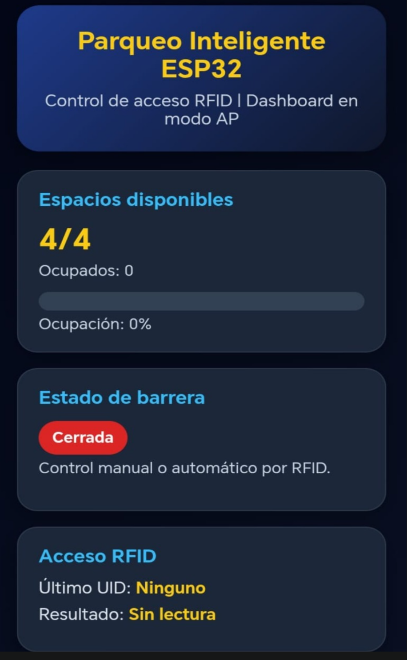 Parqueo Inteligente
ESP32
Control de acceso RFID | Dashboard en
modo AP
Espacios disponibles
4/4
Ocupados: 0
Ocupación: 0%
Estado de barrera
Cerrada
Control manual o automático por RFID.
Acceso RFID
Último UID: Ninguno
Resultado: Sin lectura